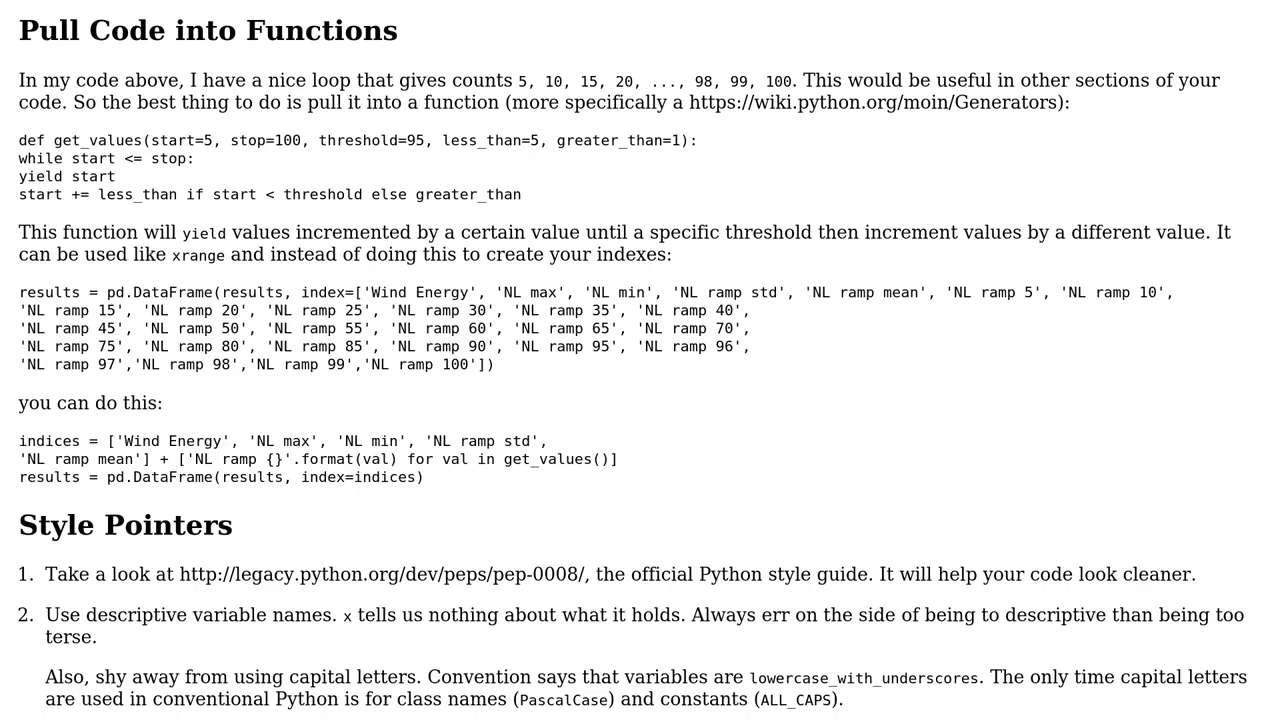 Pull Code into Functions
In my code above, I have a nice loop that gives counts 5, 10, 15, 20, ..., 98, 99, 100. This would be useful in other sections of your
code. So the best thing to do is pull it into a function (more specifically a https://wiki.python.org/moin/Generators):
def get_values(start=5, stop=100, threshold=95, less_than=5, greater_than=1):
while start <= stop:
yield start
start += less_than if start < threshold else greater_than
This function will yield values incremented by a certain value until a specific threshold then increment values by a different value. It
can be used like xrange and instead of doing this to create your indexes:
results = pd.DataFrame(results, index=['Wind Energy', 'NL max', 'NL min', 'NL ramp std', 'NL ramp mean', 'NL ramp 5', 'NL ramp 10',
'NL ramp 15', 'NL ramp 20', 'NL ramp 25', 'NL ramp 30', 'NL ramp 35', 'NL ramp 40',
'NL ramp 45', 'NL ramp 50', 'NL ramp 55', 'NL ramp 60', 'NL ramp 65', 'NL ramp 70',
'NL ramp 75', 'NL ramp 80', 'NL ramp 85', 'NL ramp 90', 'NL ramp 95', 'NL ramp 96',
'NL ramp 97','NL ramp 98','NL ramp 99','NL ramp 100'])
you can do this:
indices = ['Wind Energy', 'NL max', 'NL min', 'NL ramp std',
'NL ramp mean'] + ['NL ramp {}'.format(val) for val in get_values()]
results = pd.DataFrame(results, index=indices)
Style Pointers
1. Take a look at http://legacy.python.org/dev/peps/pep-0008/, the official Python style guide. It will help your code look cleaner.
2. Use descriptive variable names. x tells us nothing about what it holds. Always err on the side of being to descriptive than being too
terse.
Also, shy away from using capital letters. Convention says that variables are lowercase_with_underscores. The only time capital letters
are used in conventional Python is for class names (PascalCase) and constants (ALL_CAPS).